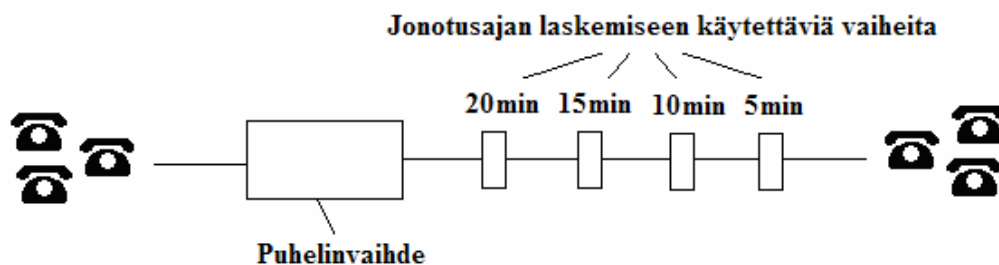 Jonotusajan laskemiseen käytettäviä vaiheita
20min 15min 10min 5min
Puhelinvaihde